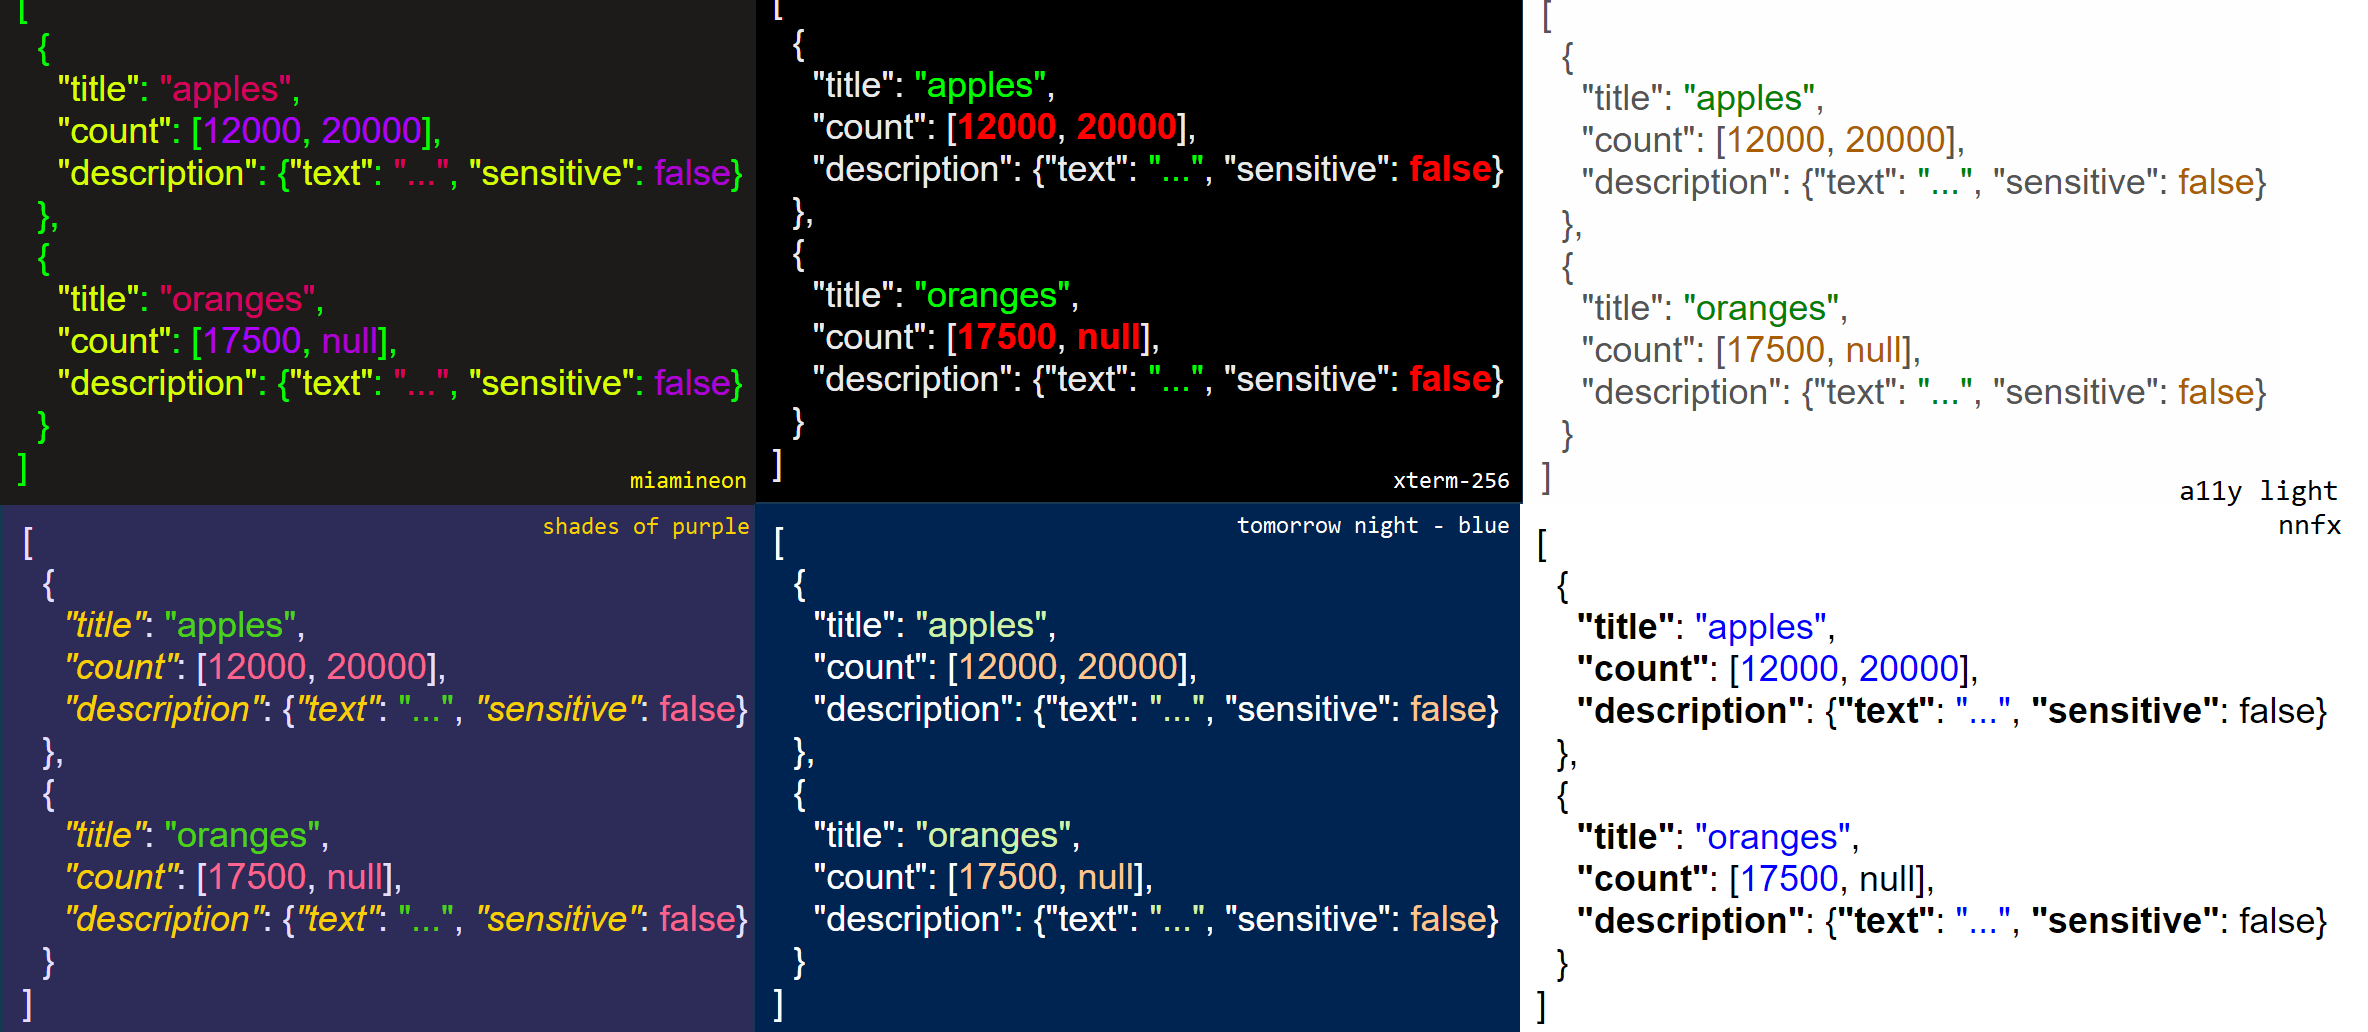 [
  {
    "title": "apples",
    "count": [12000, 20000],
    "description": {"text": "...", "sensitive": false}
  },
  {
    "title": "oranges",
    "count": [17500, null],
    "description": {"text": "...", "sensitive": false}
  }
]
miamineon
[
  {
    "title": "apples",
    "count": [12000, 20000],
    "description": {"text": "...", "sensitive": false}
  },
  {
    "title": "oranges",
    "count": [17500, null],
    "description": {"text": "...", "sensitive": false}
  }
]
xterm-256
[
  {
    "title": "apples",
    "count": [12000, 20000],
    "description": {"text": "...", "sensitive": false}
  },
  {
    "title": "oranges",
    "count": [17500, null],
    "description": {"text": "...", "sensitive": false}
  }
]
a11y light
shades of purple
[
  {
    "title": "apples",
    "count": [12000, 20000],
    "description": {"text": "...", "sensitive": false}
  },
  {
    "title": "oranges",
    "count": [17500, null],
    "description": {"text": "...", "sensitive": false}
  }
]
tomorrow night - blue
[
  {
    "title": "apples",
    "count": [12000, 20000],
    "description": {"text": "...", "sensitive": false}
  },
  {
    "title": "oranges",
    "count": [17500, null],
    "description": {"text": "...", "sensitive": false}
  }
]
nnfx
[
  {
    "title": "apples",
    "count": [12000, 20000],
    "description": {"text": "...", "sensitive": false}
  },
  {
    "title": "oranges",
    "count": [17500, null],
    "description": {"text": "...", "sensitive": false}
  }
]